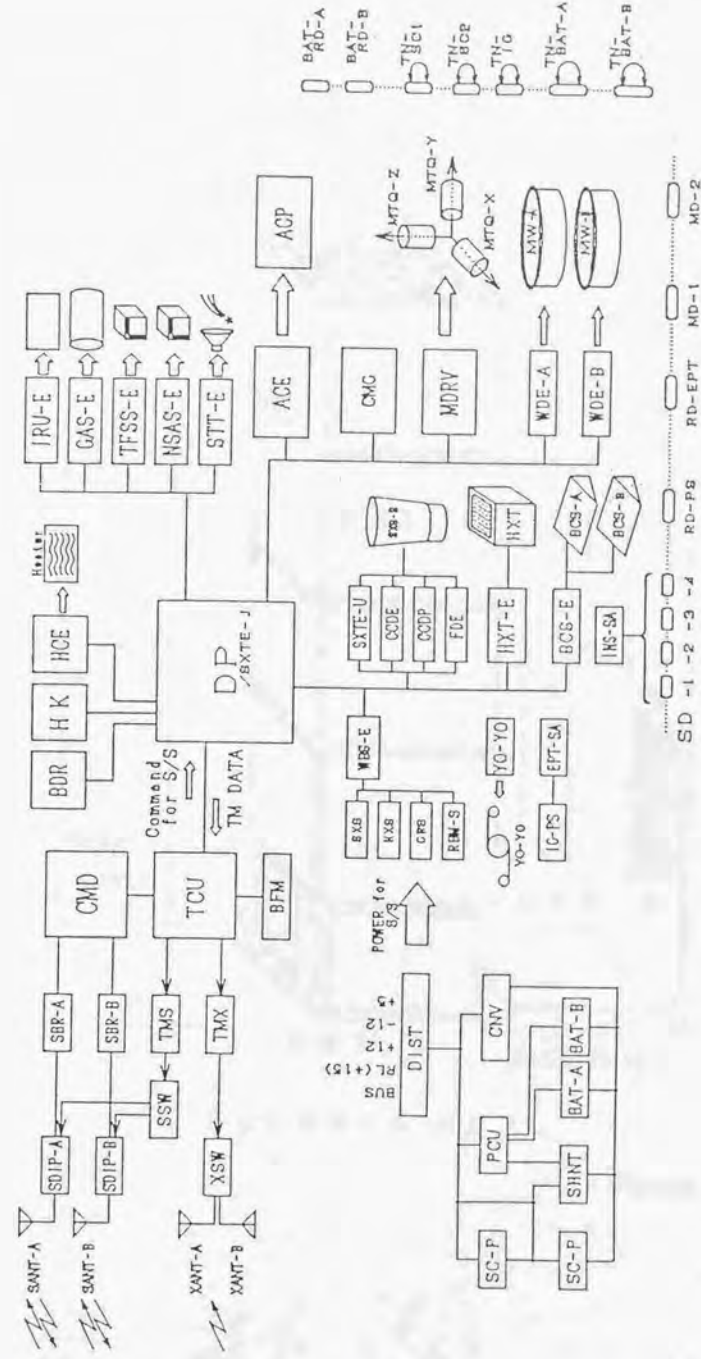 SANT-A
SANT-B
XANT-A
XANT-B
SDIP-A
SDIP-B
SSW
XSW
SBR-A
SBR-B
TMS
TMX
CMD
TCU
BFM
Command
for S/S
TM DATA
BDR
HK
HCE
Heater
DP
/SXTE-J
IRU-E
GAS-E
TFSS-E
NSAS-E
STT-E
ACE
ACP
CMG
MDRV
MTQ-Z
MTQ-Y
MTQ-X
WDE-A
WDE-B
MW-A
SXTE-U
CCDE
CCDP
FDE
HXT-E
HXT
BCS-E
BCS-A
BCS-B
INS-SA
WBS-E
SXS
HXS
GRS
RBM-S
YO-YO
YO-YO
EPT-SA
IG-PS
POWER for
S/S
BUS
RL(+15)
+12
-12
+5
DIST
CNV
PCU
BAT-A
BAT-B
SHNT
SC-P
SC-P
SD -1 -2 -3 -4
RD-PS
RD-EPT
MD-1
MD-2
BAT-
RD-A
BAT-
RD-B
TN-
SC1
TN-
SC2
TN-
IG
TN-
BAT-A
TN-
BAT-B